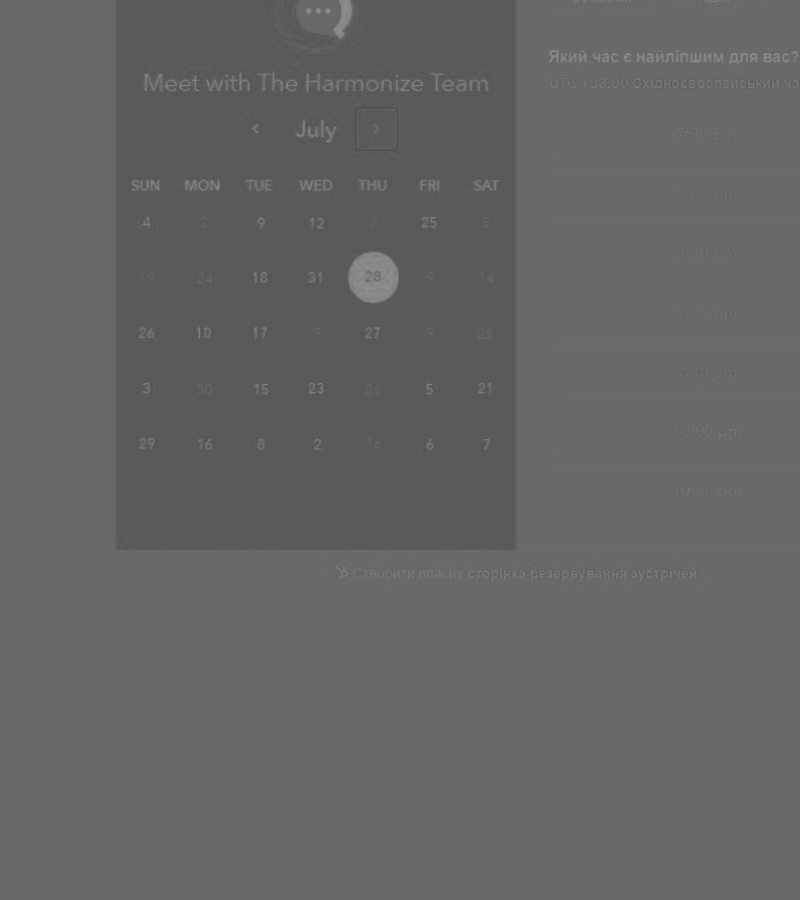 Meet with The Harmonize Team
July
SUN MON TUE WED THU FRI SAT
4 2 9 12 7 25 5
19 24 18 31 28 9 14
26 10 17 9 27 9 25
3 30 15 23 26 5 21
29 16 8 2 16 6 7
Який час є найліпшим для вас?
UTC +03:00 Східноєвропейський
7:30 pm
8:00 pm
8:30 pm
9:00 pm
9:30 pm
10:00 pm
10:30 pm
Створити власну сторінка резервування зустрічей